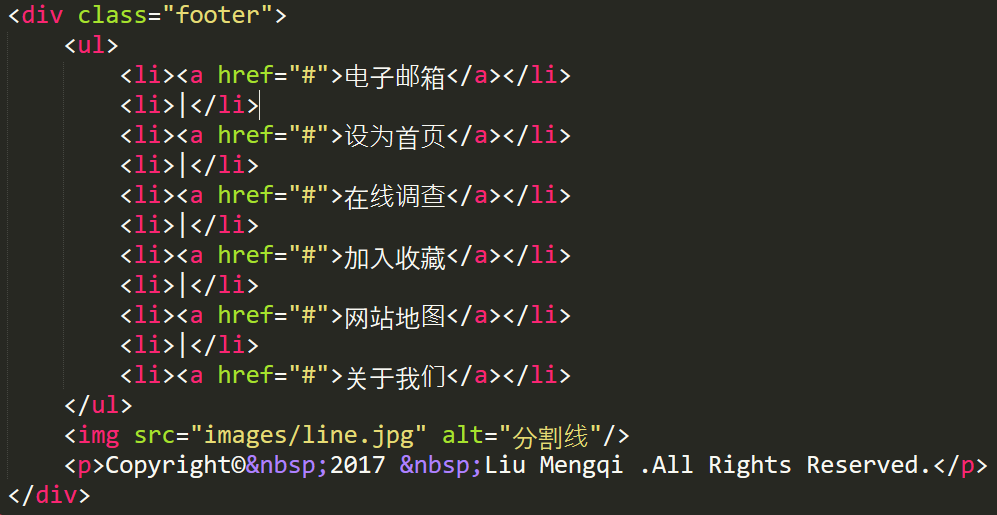 <div class="footer">
    <ul>
        <li><a href="#">电子邮箱</a></li>
        <li>|</li>
        <li><a href="#">设为首页</a></li>
        <li>|</li>
        <li><a href="#">在线调查</a></li>
        <li>|</li>
        <li><a href="#">加入收藏</a></li>
        <li>|</li>
        <li><a href="#">网站地图</a></li>
        <li>|</li>
        <li><a href="#">关于我们</a></li>
    </ul>
    <img src="images/line.jpg" alt="分割线"/>
    <p>Copyright©&nbsp;2017 &nbsp;Liu Mengqi .All Rights Reserved.</p>
</div>